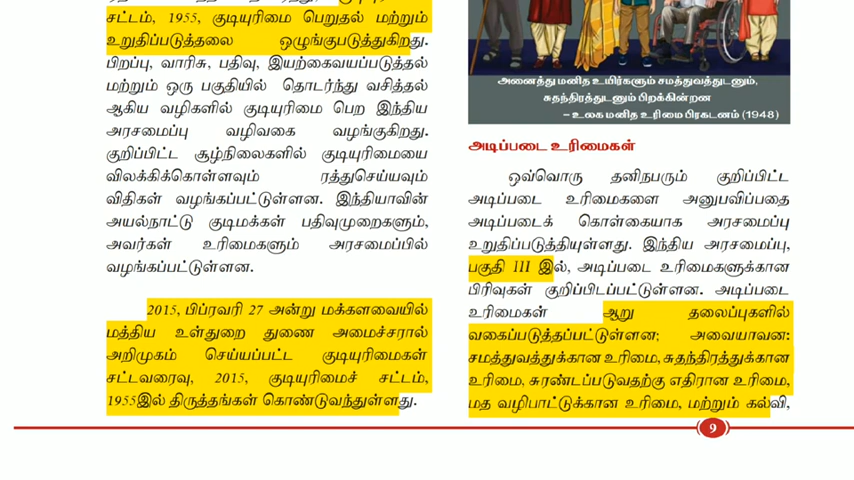 சட்டம், 1955, குடியுரிமை பெறுதல் மற்றும்
உறுதிப்படுத்தலை ஒழுங்குபடுத்துகிறது.
பிறப்பு, வாரிசு, பதிவு, இயற்கைவயப்படுத்தல்
மற்றும் ஒரு பகுதியில் தொடர்ந்து வசித்தல்
ஆகிய வழிகளில் குடியுரிமை பெற இந்திய
அரசமைப்பு வழிவகை வழங்குகிறது.
குறிப்பிட்ட சூழ்நிலைகளில் குடியுரிமையை
விலக்கிக்கொள்ளவும் ரத்துசெய்யவும்
விதிகள் வழங்கப்பட்டுள்ளன. இந்தியாவின்
அயல்நாட்டு குடிமக்கள் பதிவுமுறைகளும்,
அவர்கள் உரிமைகளும் அரசமைப்பில்
வழங்கப்பட்டுள்ளன.
2015, பிப்ரவரி 27 அன்று மக்களவையில்
மத்திய உள்துறை துணை அமைச்சரால்
அறிமுகம் செய்யப்பட்ட குடியுரிமைகள்
சட்டவரைவு, 2015, குடியுரிமைச் சட்டம்,
1955இல் திருத்தங்கள் கொண்டுவந்துள்ளது.
அனைத்து மனித உயிர்களும் சமத்துவத்துடனும்,
சுதந்திரத்துடனும் பிறக்கின்றன
– உலக மனித உரிமை பிரகடனம் (1948)
அடிப்படை உரிமைகள்
ஒவ்வொரு தனிநபரும் குறிப்பிட்ட
அடிப்படை உரிமைகளை அனுபவிப்பதை
அடிப்படைக் கொள்கையாக அரசமைப்பு
உறுதிப்படுத்தியுள்ளது. இந்திய அரசமைப்பு,
பகுதி III இல், அடிப்படை உரிமைகளுக்கான
பிரிவுகள் குறிப்பிடப்பட்டுள்ளன. அடிப்படை
உரிமைகள் ஆறு தலைப்புகளில்
வகைப்படுத்தப்பட்டுள்ளன; அவையாவன:
சமத்துவத்துக்கான உரிமை, சுதந்திரத்துக்கான
உரிமை, சுரண்டப்படுவதற்கு எதிரான உரிமை,
மத வழிபாட்டுக்கான உரிமை, மற்றும் கல்வி,
9